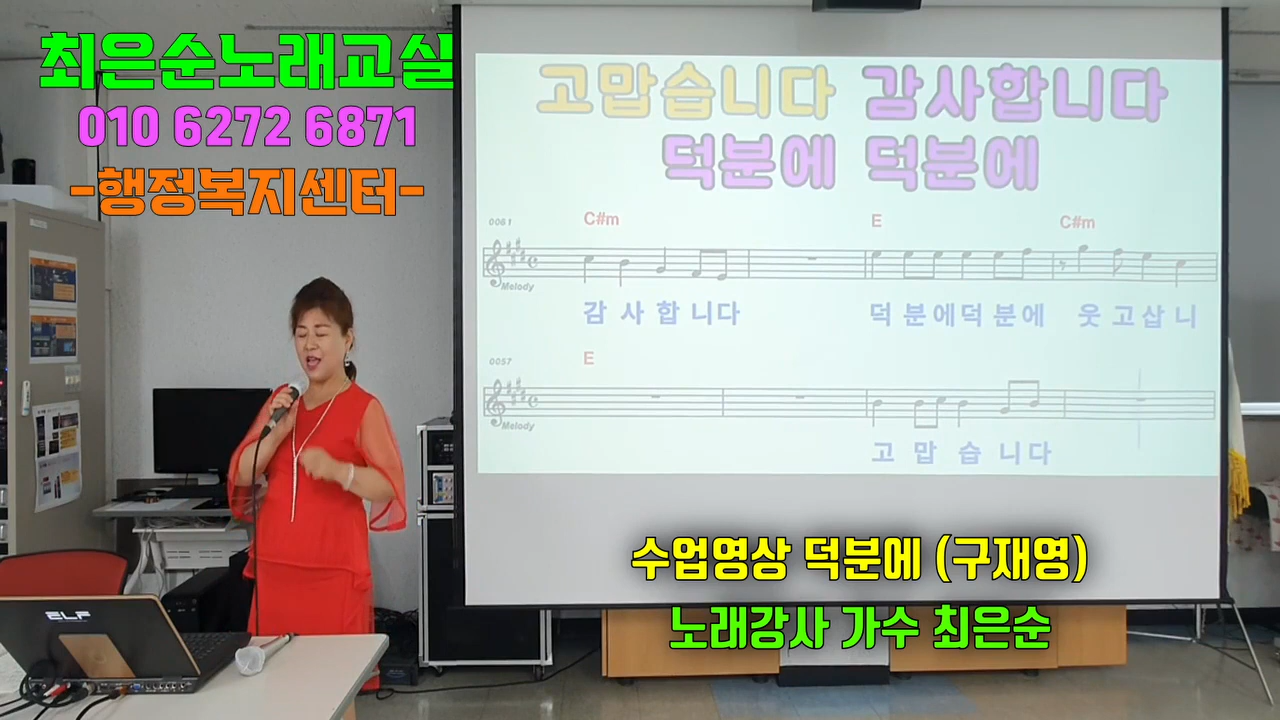 최은순노래교실
010 6272 6871
-행정복지센터-
고맙습니다 감사합니다
덕분에 덕분에
0061
C#m E C#m
Melody
감 사 합 니다 덕 분 에 덕 분 에 웃 고 삽 니
0057
E
Melody
고 맙 습 니 다
수업영상 덕분에 (구재영)
노래강사 가수 최은순
ELF